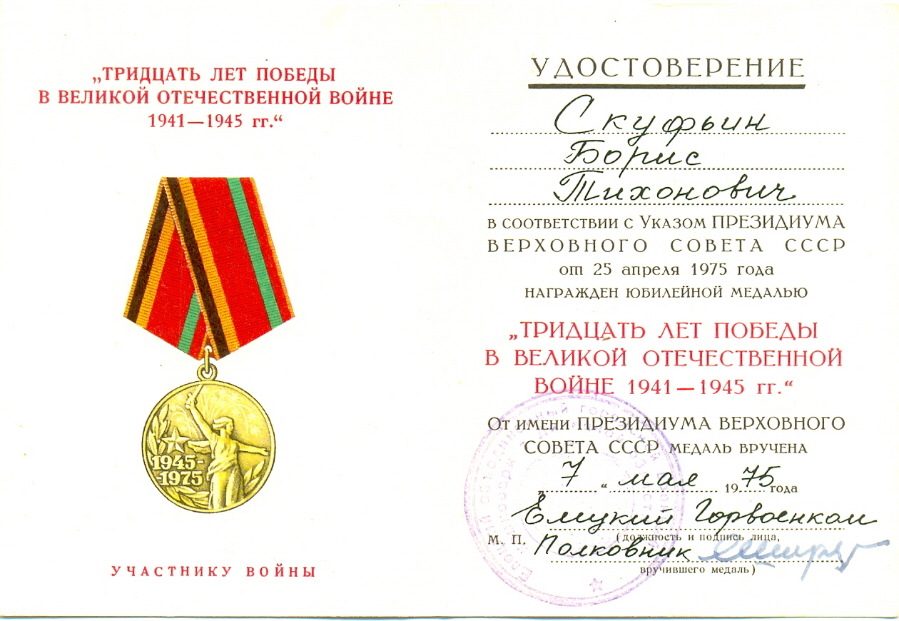 „ТРИДЦАТЬ ЛЕТ ПОБЕДЫ
В ВЕЛИКОЙ ОТЕЧЕСТВЕННОЙ ВОЙНЕ
1941—1945 гг.“
1945-
1975
УЧАСТНИКУ ВОЙНЫ
УДОСТОВЕРЕНИЕ
Скуфьин
Борис
Тихонович
В СООТВЕТСТВИИ С УКАЗОМ ПРЕЗИДИУМА
ВЕРХОВНОГО СОВЕТА СССР
от 25 апреля 1975 года
НАГРАЖДЕН ЮБИЛЕЙНОЙ МЕДАЛЬЮ
„ТРИДЦАТЬ ЛЕТ ПОБЕДЫ
В ВЕЛИКОЙ ОТЕЧЕСТВЕННОЙ
ВОЙНЕ 1941—1945 гг.“
ОТ ИМЕНИ ПРЕЗИДИУМА ВЕРХОВНОГО
СОВЕТА СССР МЕДАЛЬ ВРУЧЕНА
„7“ мая 1975 года
Елецкий Горвоенком
М. П. (должность и подпись лица,
Полковник
вручившего медаль)